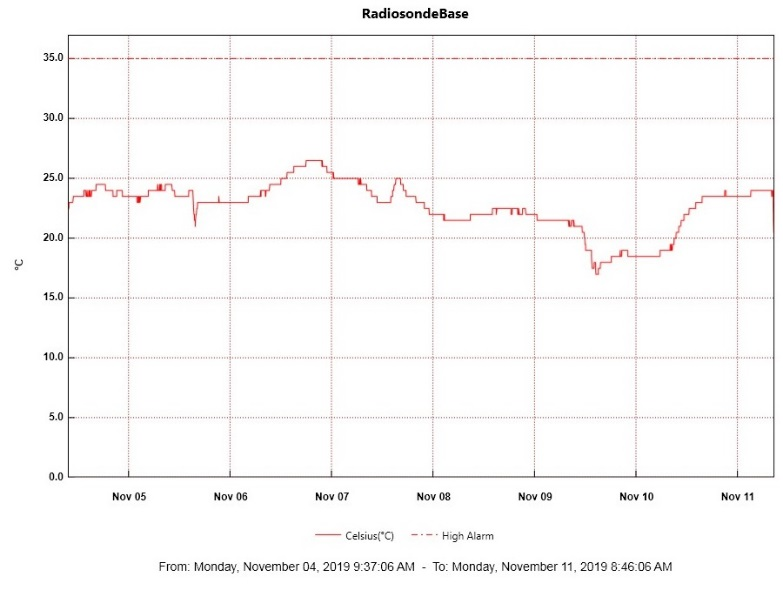 RadiosondeBase
35.0
30.0
25.0
20.0
°C
15.0
10.0
5.0
0.0
Nov 05 Nov 06 Nov 07 Nov 08 Nov 09 Nov 10 Nov 11
Celsius(°C) High Alarm
From: Monday, November 04, 2019 9:37:06 AM - To: Monday, November 11, 2019 8:46:06 AM